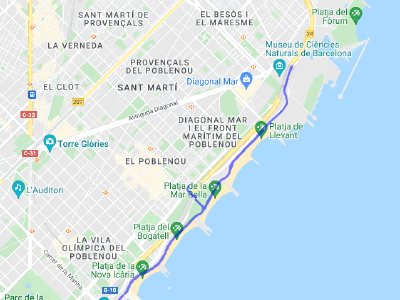 SANT MARTÍ DE
PROVENÇALS
EL BESÒS I
EL MARESME
Platja del
Fòrum
LA VERNEDA
Museu de Ciències
Naturals de Barcelona
PROVENÇALS
DEL POBLENOU
Diagonal Mar
EL CLOT
SANT MARTÍ
207
Avinguda Diagonal
C-33
DIAGONAL MAR
I EL FRONT
MARÍTIM DEL
POBLENOU
Platja de
Llevant
Torre Glòries
C-31
EL POBLENOU
L'Auditori
Platja de la
Mar Bella
Platja del
Bogatell
LA VILA
OLÍMPICA DEL
POBLENOU
Carrer de la Marina
Platja de la
Nova Icària
B-10
Parc de la